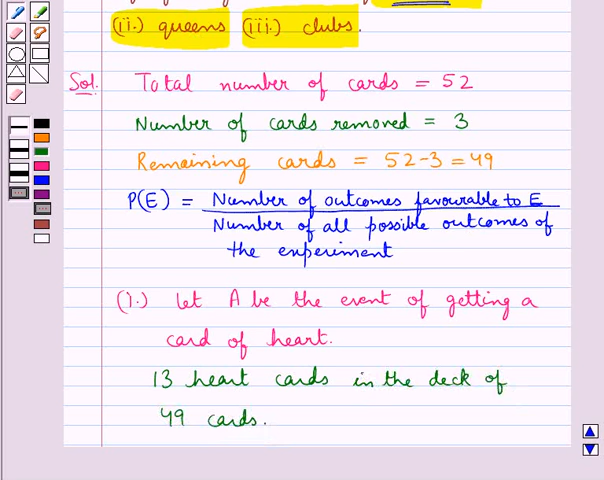 (ii.) queens (iii.) clubs.
Sol. Total number of cards = 52
Number of cards removed = 3
Remaining cards = 52-3 = 49
P(E) = Number of outcomes favourable to E
Number of all possible outcomes of
the experiment
(i.) Let A be the event of getting a
card of heart.
13 heart cards in the deck of
49 cards.